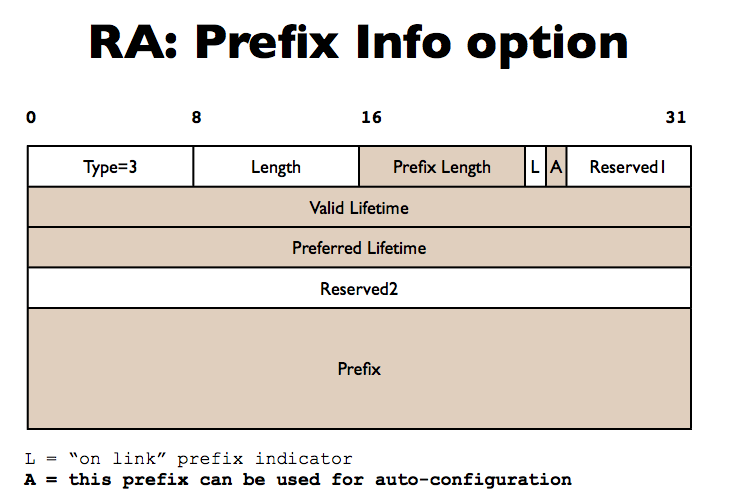 RA: Prefix Info option
0 8 16 31
Type=3 Length Prefix Length L A Reserved1
Valid Lifetime
Preferred Lifetime
Reserved2
Prefix
L = “on link” prefix indicator
A = this prefix can be used for auto-configuration